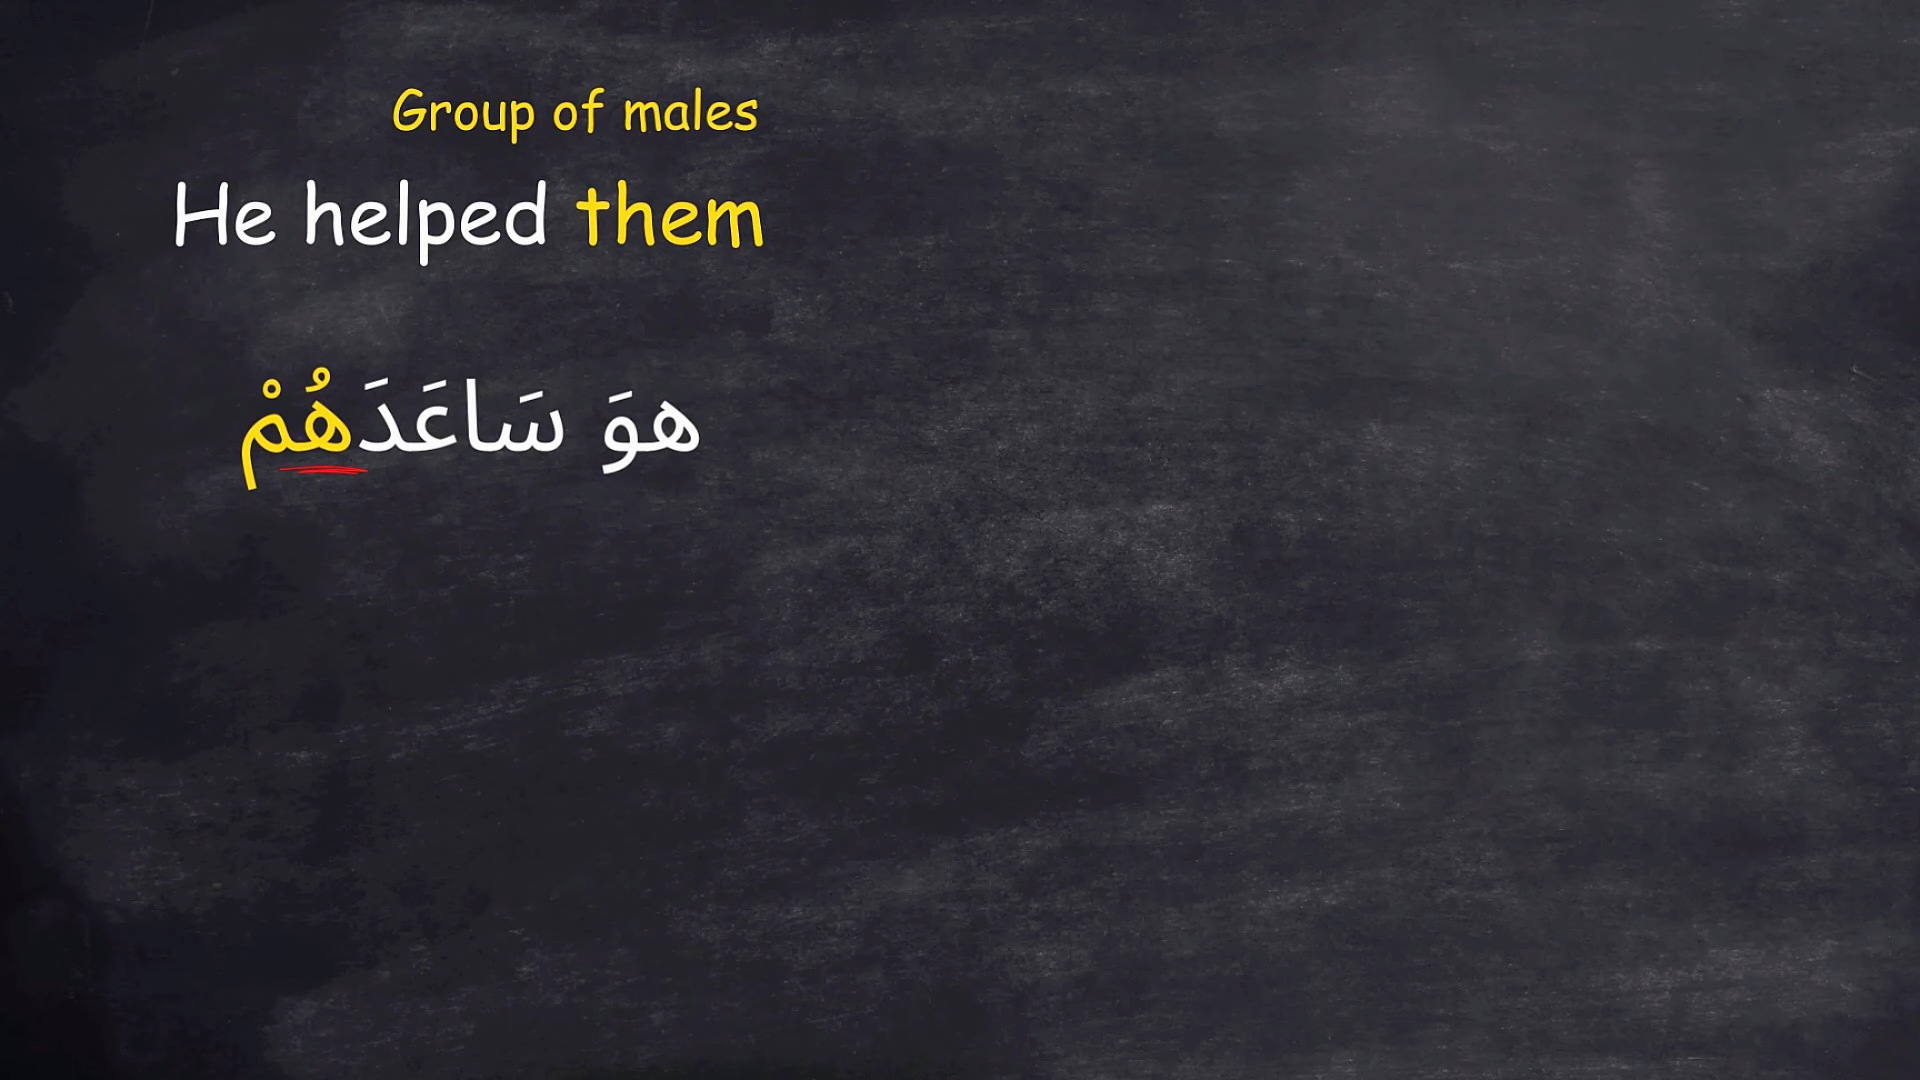 Group of males
He helped them
هوَ سَاعَدَهُمْ